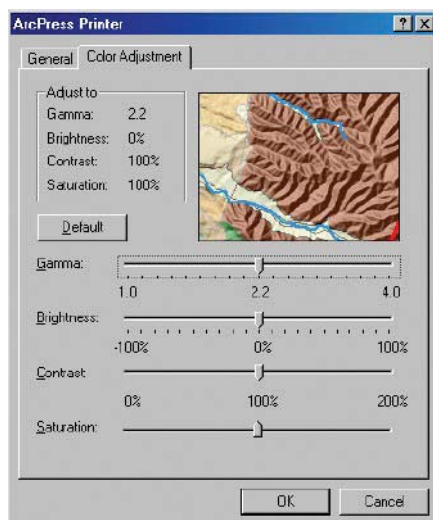 ArcPress Printer
General Color Adjustment
Adjust to
Gamma: 2.2
Brightness: 0%
Contrast: 100%
Saturation: 100%
Default
Gamma:
1.0 2.2 4.0
Brightness:
-100% 0% 100%
Contrast
0% 100% 200%
Saturation:
OK Cancel